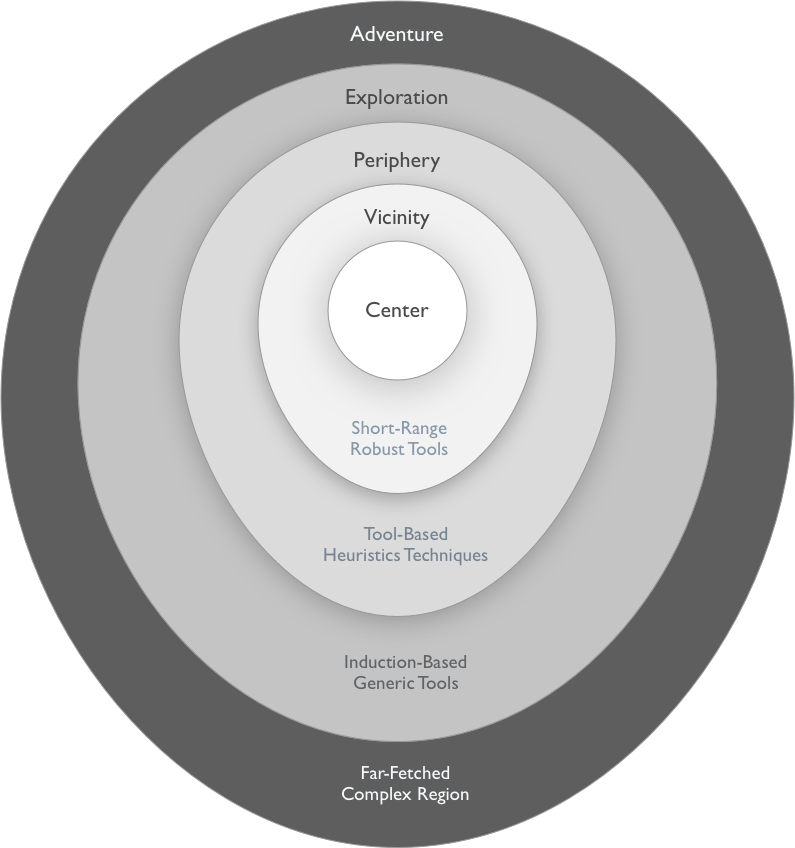 Adventure
Exploration
Periphery
Vicinity
Center
Short-Range
Robust Tools
Tool-Based
Heuristics Techniques
Induction-Based
Generic Tools
Far-Fetched
Complex Region